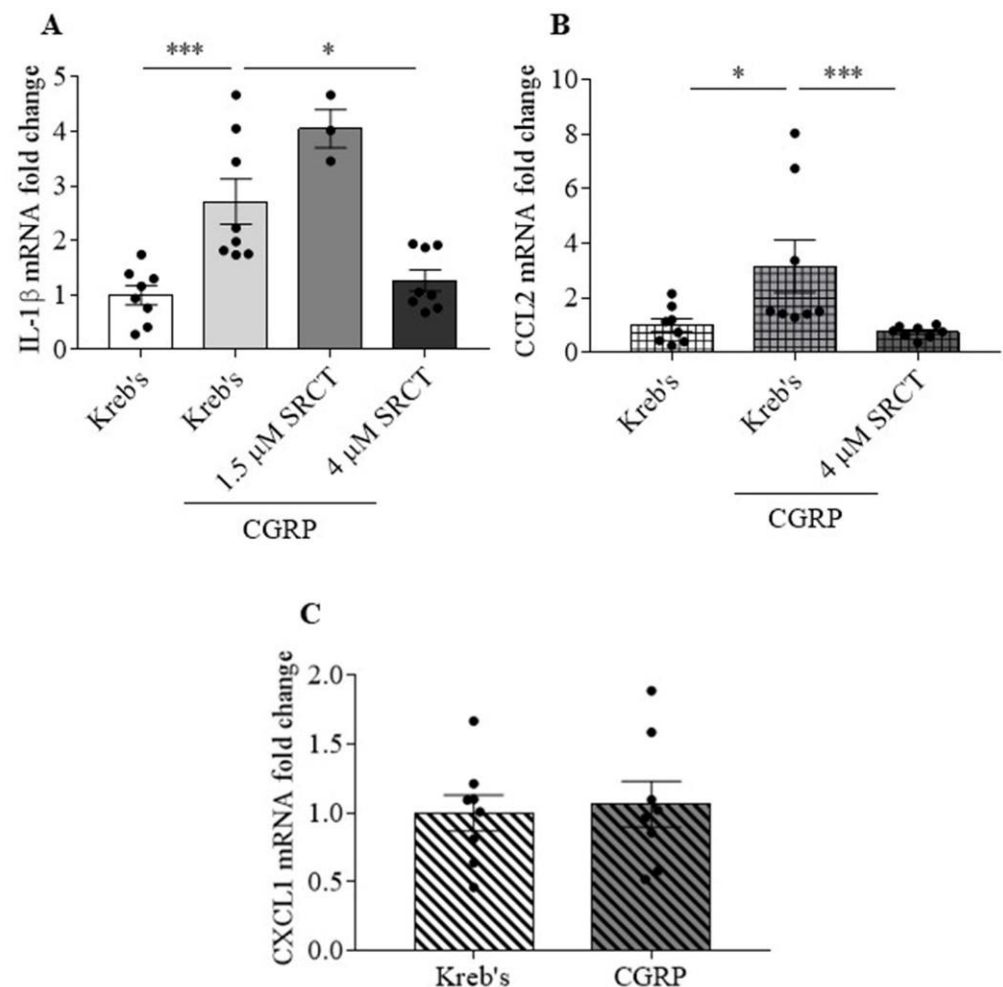 A
B
*** *
* ***
IL-1β mRNA fold change
5
4
3
2
1
0
Kreb's
Kreb's
1.5 μM SRCT
4 μM SRCT
CGRP
CCL2 mRNA fold change
10
8
6
4
2
0
Kreb's
Kreb's
4 μM SRCT
CGRP
C
CXCL1 mRNA fold change
2.0
1.5
1.0
0.5
0.0
Kreb's CGRP